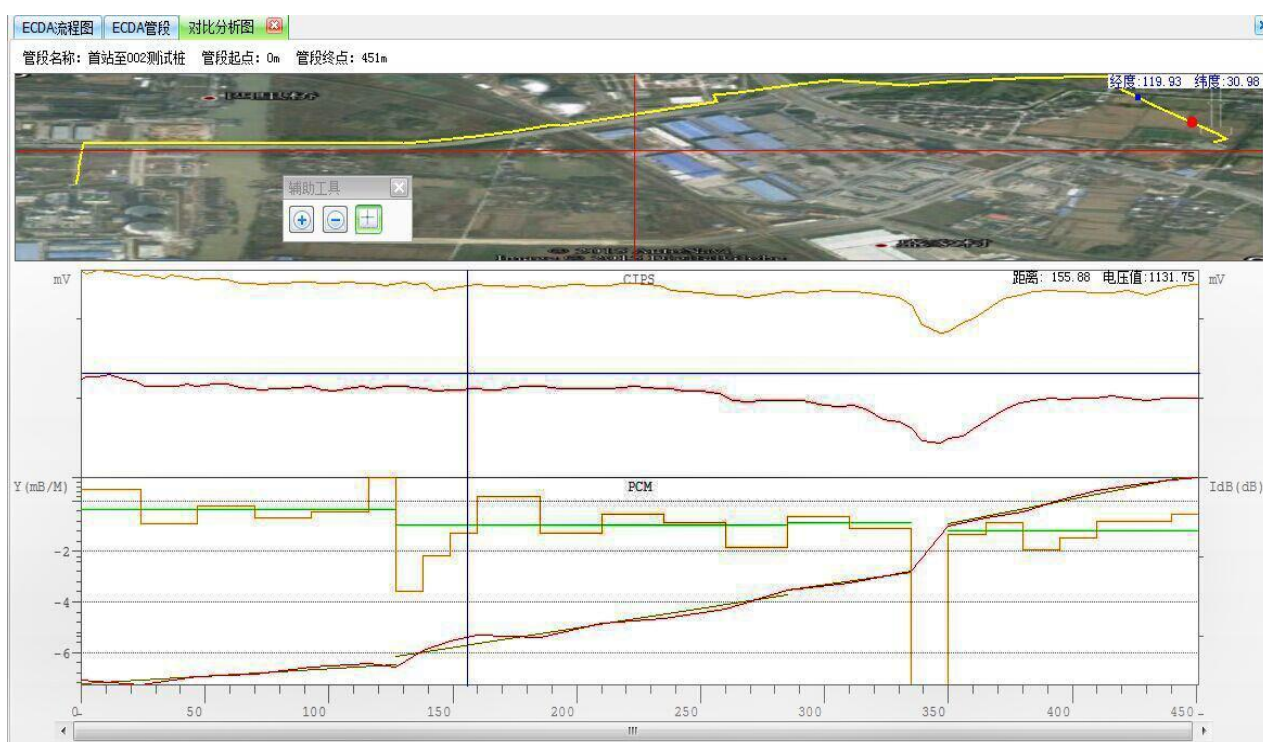 ECDA流程图 ECDA管段 对比分析图
管段名称: 首站至002测试桩 管段起点: 0m 管段终点: 451m
经度:119.93 纬度:30.98
辅助工具
mV CIPS 距离: 155.88 电压值:1131.75 mV
Y(mB/M) PCM IdB(dB)
-2
-4
-6
0 50 100 150 200 250 300 350 400 450